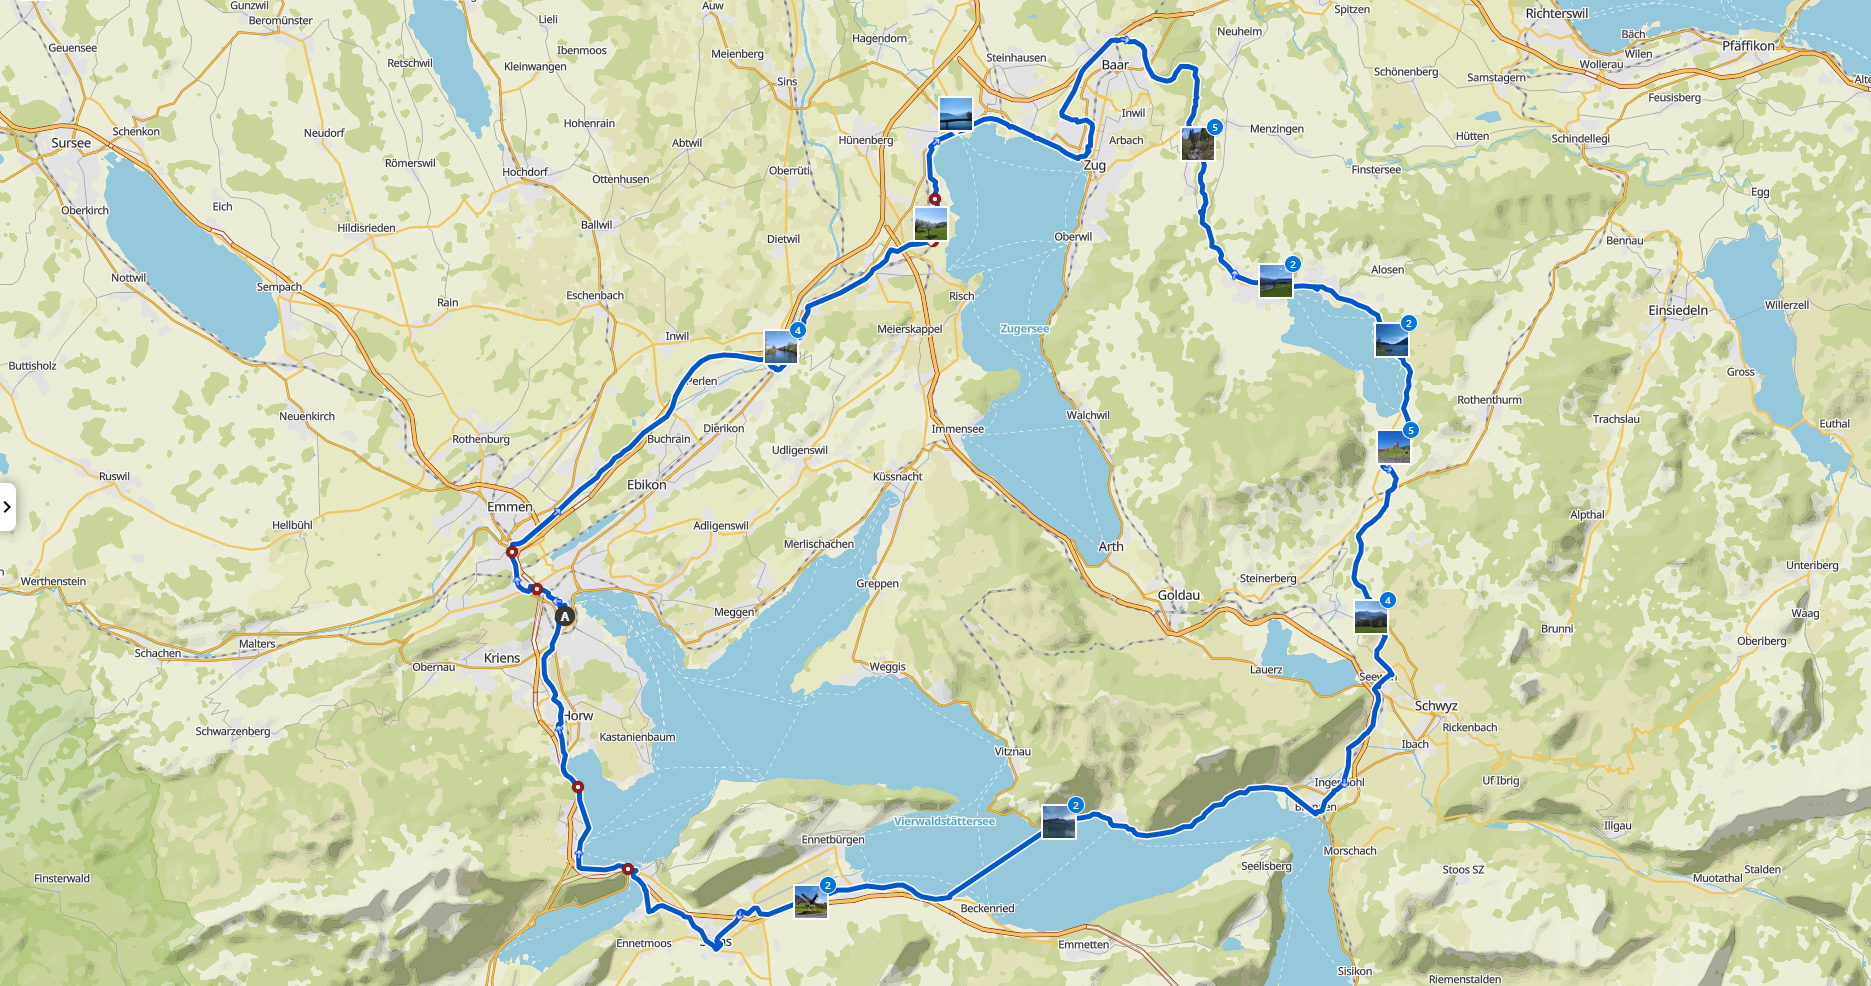 Gunzwil
Beromünster
Lieli
Auw
Spitzen
Richterswil
Geuensee
Ibenmoos
Hagendorn
Neuheim
Bäch
Retschwil
Kleinwangen
Meienberg
Steinhausen
Wilen
Pfäffikon
Sins
Baar
Schönenberg
Samstagern
Wollerau
Alte
Feusisberg
Schenkon
Sursee
Neudorf
Hohenrain
Abtwil
Hünenberg
Inwil
Arbach
Menzingen
5
Hütten
Schindellegi
Römerswil
Hochdorf
Ottenhusen
Oberrüti
Zug
Finstersee
Egg
Oberkirch
Eich
Hildisrieden
Ballwil
Dietwil
Oberwil
Bennau
Nottwil
Sempach
Rain
Eschenbach
Risch
2
Alosen
Einsiedeln
Willerzell
Inwil
4
Meierskappel
Zugersee
2
Buttisholz
Perlen
Gross
Neuenkirch
Rothenburg
Buchrain
Dierikon
Udligenswil
Immensee
Walchwil
Rothenthurm
Trachslau
Euthal
5
Ruswil
Emmen
Ebikon
Küssnacht
Hellbühl
Adligenswil
Merlischachen
Arth
Alpthal
Werthenstein
Greppen
Goldau
Steinerberg
4
Unteriberg
Waag
A
Meggen
Schachen
Malters
Obernau
Kriens
Weggis
Lauerz
Brunni
Oberiberg
Schwarzenberg
Horw
Kastanienbaum
Vitznau
Schwyz
Rickenbach
Ibach
Uf Ibrig
2
Vierwaldstättersee
Ennetbürgen
Morschach
Illgau
Finsterwald
2
Seelisberg
Stoos SZ
Stalden
Muotathal
Beckenried
Ennetmoos
Emmetten
Sisikon
Riemenstalden